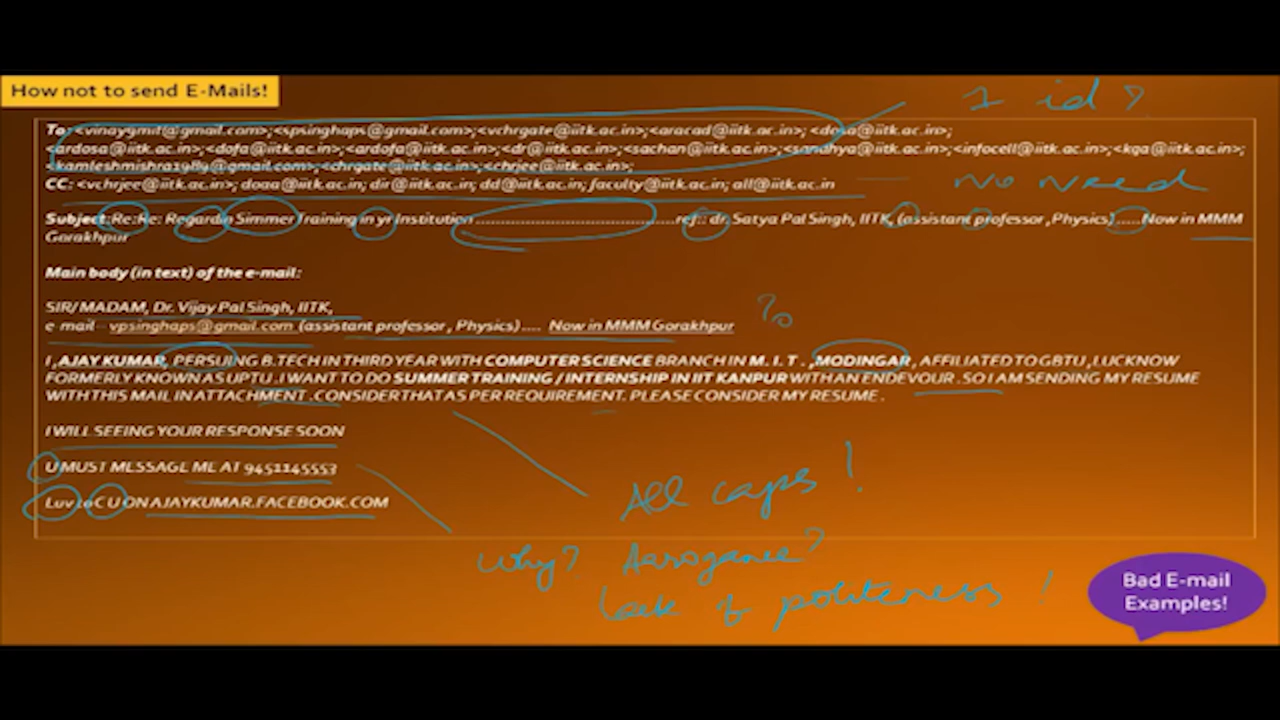 How not to send E-Mails!
1 id ?
To: <vinaygmit@gmail.com>;<spsinghaps@gmail.com>;<vchrgate@iitk.ac.in>;<aracad@iitk.ac.in>; <dosa@iitk.ac.in>;
<ardosa@iitk.ac.in>;<dofa@iitk.ac.in>;<ardofa@iitk.ac.in>;<dr@iitk.ac.in>;<sachan@iitk.ac.in>;<sandhya@iitk.ac.in>;<infocell@iitk.ac.in>;<kga@iitk.ac.in>;
<chrgate@iitk.ac.in>;<chrjee@iitk.ac.in>;
CC: <vchrjee@iitk.ac.in>; doaa@iitk.ac.in; dir@iitk.ac.in; dd@iitk.ac.in; faculty@iitk.ac.in; all@iitk.ac.in
No Need
Subject: Re:Re: Regardin Simmer Training in yr Institution .......................................................ref:: dr. Satya Pal Singh, IITK, (assistant professor ,Physics) ......Now in MMM
Gorakhpur
Main body (in text) of the e-mail:
SIR/ MADAM, Dr. Vijay Pal Singh, IITK,
e-mail-- vpsinghaps@gmail.com (assistant professor , Physics) .... Now in MMM Gorakhpur
?
I , AJAY KUMAR, PERSUING B.TECH IN THIRD YEAR WITH COMPUTER SCIENCE BRANCH IN M. I. T . , MODINGAR , AFFILIATED TO GBTU , LUCKNOW
FORMERLY KNOWN AS UPTU . I WANT TO DO SUMMER TRAINING / INTERNSHIP IN IIT KANPUR WITH AN ENDEVOUR . SO I AM SENDING MY RESUME
WITH THIS MAIL IN ATTACHMENT . CONSIDER THAT AS PER REQUIREMENT. PLEASE CONSIDER MY RESUME .
I WILL SEEING YOUR RESPONSE SOON
U MUST MESSAGE ME AT 9451145553
Luv to C U ON AJAYKUMAR.FACEBOOK.COM
All caps !
Why? Arrogance?
Lack of politeness !
Bad E-mail
Examples!